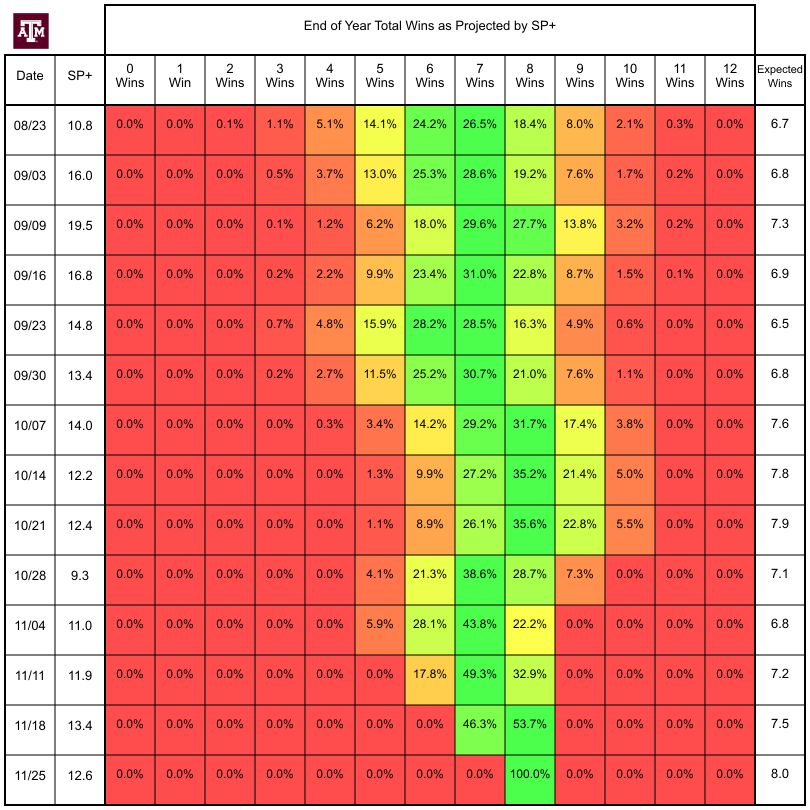 ATM
End of Year Total Wins as Projected by SP+
Date SP+ 0 Wins 1 Win 2 Wins 3 Wins 4 Wins 5 Wins 6 Wins 7 Wins 8 Wins 9 Wins 10 Wins 11 Wins 12 Wins Expected Wins
08/23 10.8 0.0% 0.0% 0.1% 1.1% 5.1% 14.1% 24.2% 26.5% 18.4% 8.0% 2.1% 0.3% 0.0% 6.7
09/03 16.0 0.0% 0.0% 0.0% 0.5% 3.7% 13.0% 25.3% 28.6% 19.2% 7.6% 1.7% 0.2% 0.0% 6.8
09/09 19.5 0.0% 0.0% 0.0% 0.1% 1.2% 6.2% 18.0% 29.6% 27.7% 13.8% 3.2% 0.2% 0.0% 7.3
09/16 16.8 0.0% 0.0% 0.0% 0.2% 2.2% 9.9% 23.4% 31.0% 22.8% 8.7% 1.5% 0.1% 0.0% 6.9
09/23 14.8 0.0% 0.0% 0.0% 0.7% 4.8% 15.9% 28.2% 28.5% 16.3% 4.9% 0.6% 0.0% 0.0% 6.5
09/30 13.4 0.0% 0.0% 0.0% 0.2% 2.7% 11.5% 25.2% 30.7% 21.0% 7.6% 1.1% 0.0% 0.0% 6.8
10/07 14.0 0.0% 0.0% 0.0% 0.0% 0.3% 3.4% 14.2% 29.2% 31.7% 17.4% 3.8% 0.0% 0.0% 7.6
10/14 12.2 0.0% 0.0% 0.0% 0.0% 0.0% 1.3% 9.9% 27.2% 35.2% 21.4% 5.0% 0.0% 0.0% 7.8
10/21 12.4 0.0% 0.0% 0.0% 0.0% 0.0% 1.1% 8.9% 26.1% 35.6% 22.8% 5.5% 0.0% 0.0% 7.9
10/28 9.3 0.0% 0.0% 0.0% 0.0% 0.0% 4.1% 21.3% 38.6% 28.7% 7.3% 0.0% 0.0% 0.0% 7.1
11/04 11.0 0.0% 0.0% 0.0% 0.0% 0.0% 5.9% 28.1% 43.8% 22.2% 0.0% 0.0% 0.0% 0.0% 6.8
11/11 11.9 0.0% 0.0% 0.0% 0.0% 0.0% 0.0% 17.8% 49.3% 32.9% 0.0% 0.0% 0.0% 0.0% 7.2
11/18 13.4 0.0% 0.0% 0.0% 0.0% 0.0% 0.0% 0.0% 46.3% 53.7% 0.0% 0.0% 0.0% 0.0% 7.5
11/25 12.6 0.0% 0.0% 0.0% 0.0% 0.0% 0.0% 0.0% 0.0% 100.0% 0.0% 0.0% 0.0% 0.0% 8.0